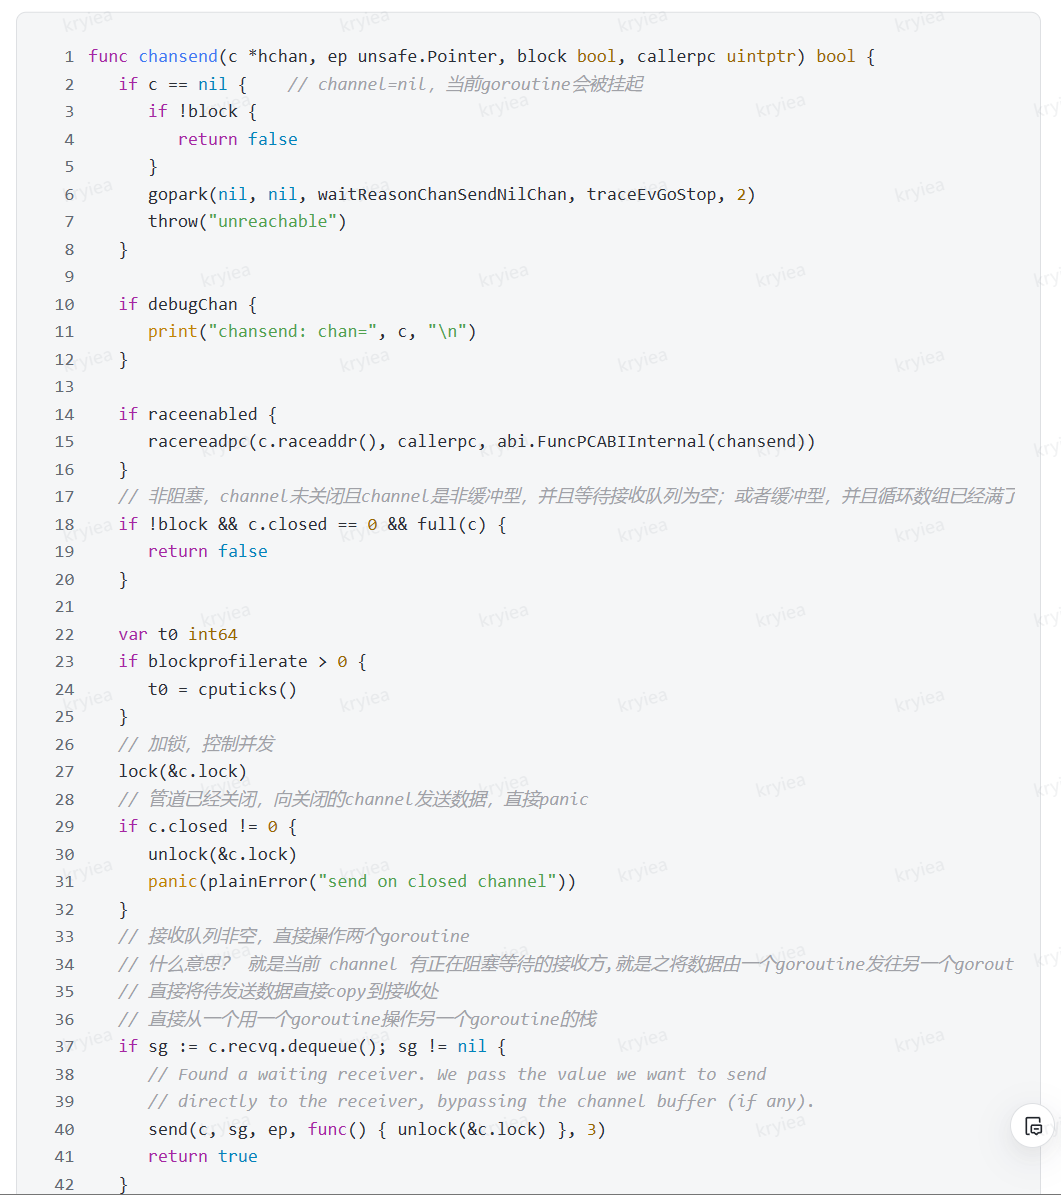 1 func chansend(c *hchan, ep unsafe.Pointer, block bool, callerpc uintptr) bool {
2    if c == nil {    // channel=nil，当前goroutine会被挂起
3       if !block {
4          return false
5       }
6       gopark(nil, nil, waitReasonChanSendNilChan, traceEvGoStop, 2)
7       throw("unreachable")
8    }
9
10    if debugChan {
11       print("chansend: chan=", c, "\n")
12    }
13
14    if raceenabled {
15       racereadpc(c.raceaddr(), callerpc, abi.FuncPCABIInternal(chansend))
16    }
17    // 非阻塞，channel未关闭且channel是非缓冲型，并且等待接收队列为空；或者缓冲型，并且循环数组已经满了
18    if !block && c.closed == 0 && full(c) {
19       return false
20    }
21
22    var t0 int64
23    if blockprofilerate > 0 {
24       t0 = cputicks()
25    }
26    // 加锁，控制并发
27    lock(&c.lock)
28    // 管道已经关闭，向关闭的channel发送数据，直接panic
29    if c.closed != 0 {
30       unlock(&c.lock)
31       panic(plainError("send on closed channel"))
32    }
33    // 接收队列非空，直接操作两个goroutine
34    // 什么意思？ 就是当前 channel 有正在阻塞等待的接收方,就是之将数据由一个goroutine发往另一个gorout
35    // 直接将待发送数据直接copy到接收处
36    // 直接从一个用一个goroutine操作另一个goroutine的栈
37    if sg := c.recvq.dequeue(); sg != nil {
38       // Found a waiting receiver. We pass the value we want to send
39       // directly to the receiver, bypassing the channel buffer (if any).
40       send(c, sg, ep, func() { unlock(&c.lock) }, 3)
41       return true
42    }
kryiea